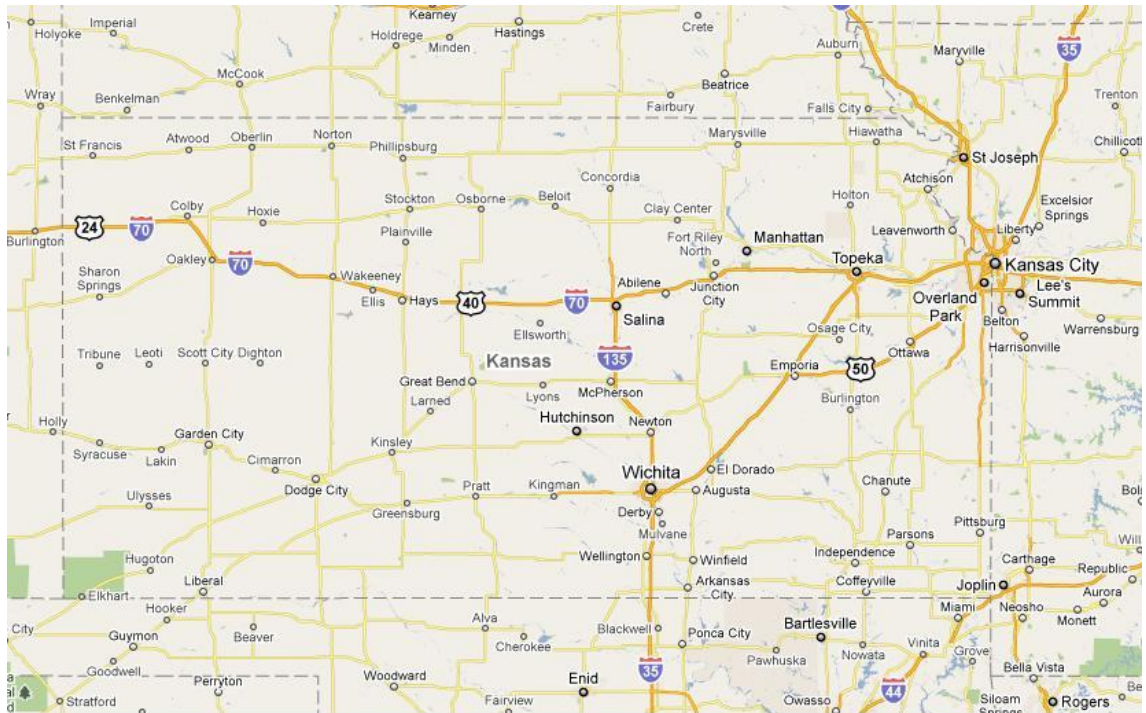 Imperial
Holyoke
Kearney
Holdrege
Minden
Hastings
Crete
Auburn
Maryville
35
McCook
Beatrice
Wray
Benkelman
Fairbury
Falls City
Trenton
St Francis
Atwood
Oberlin
Norton
Phillipsburg
Marysville
Hiawatha
Chillicot
St Joseph
Concordia
Atchison
Colby
Hoxie
Stockton
Osborne
Beloit
Holton
Excelsior
Springs
Clay Center
24
70
Burlington
Plainville
Fort Riley
North
Manhattan
Leavenworth
Liberty
Oakley
70
Topeka
Kansas City
Sharon
Springs
Wakeeney
Ellis
Hays
40
70
Abilene
Junction
City
Overland
Park
Lee's
Summit
Salina
Belton
Warrensburg
Ellsworth
Osage City
Harrisonville
Tribune
Leoti
Scott City
Dighton
Kansas
135
Ottawa
Emporia
50
Great Bend
Lyons
McPherson
Burlington
Larned
Holly
Hutchinson
Newton
Garden City
Syracuse
Lakin
Kinsley
Cimarron
Wichita
El Dorado
Dodge City
Chanute
Ulysses
Pratt
Kingman
Augusta
Greensburg
Derby
Mulvane
Pittsburg
Parsons
Hugoton
Wellington
Winfield
Independence
Carthage
Liberal
Arkansas
City
Coffeyville
Joplin
Republic
Elkhart
Hooker
Miami
Neosho
Aurora
Monett
City
Guymon
Beaver
Alva
Blackwell
Bartlesville
Cherokee
Ponca City
Goodwell
Pawhuska
Nowata
Vinita
Grove
35
Bella Vista
Perryton
Woodward
Enid
44
Stratford
Fairview
Owasso
Siloam
Springs
Rogers